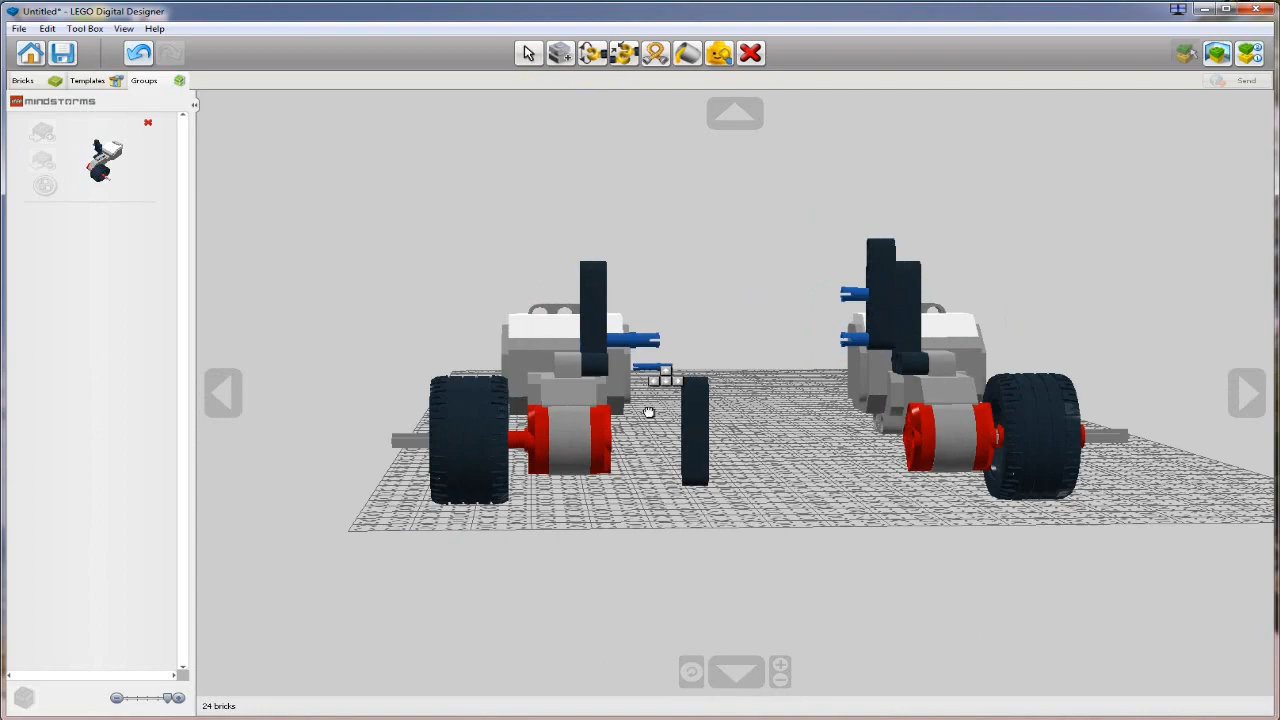 Untitled* - LEGO Digital Designer
File Edit Tool Box View Help
Bricks Templates Groups
Send
mindstorms
24 bricks